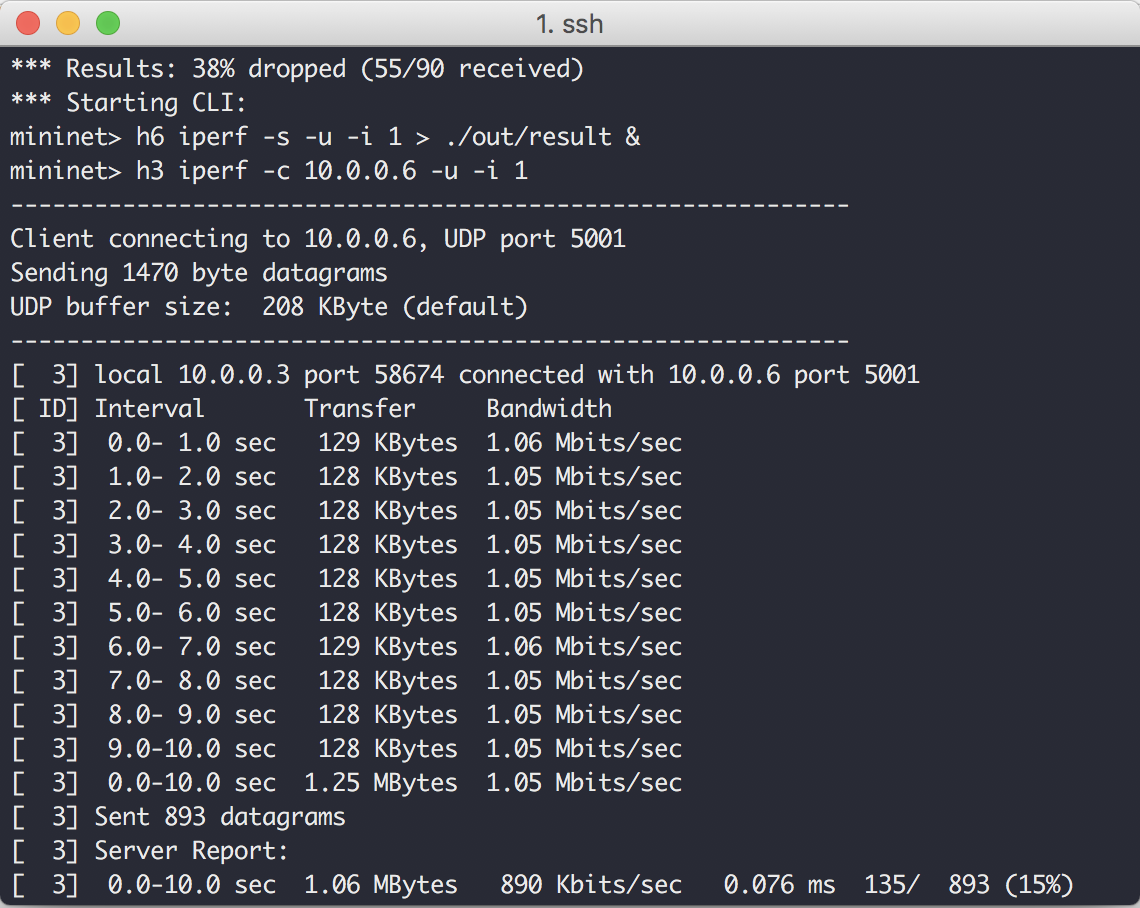 1. ssh
*** Results: 38% dropped (55/90 received)
*** Starting CLI:
mininet> h6 iperf -s -u -i 1 > ./out/result &
mininet> h3 iperf -c 10.0.0.6 -u -i 1
------------------------------------------------------------
Client connecting to 10.0.0.6, UDP port 5001
Sending 1470 byte datagrams
UDP buffer size:  208 KByte (default)
------------------------------------------------------------
[  3] local 10.0.0.3 port 58674 connected with 10.0.0.6 port 5001
[ ID] Interval       Transfer     Bandwidth
[  3]  0.0- 1.0 sec   129 KBytes  1.06 Mbits/sec
[  3]  1.0- 2.0 sec   128 KBytes  1.05 Mbits/sec
[  3]  2.0- 3.0 sec   128 KBytes  1.05 Mbits/sec
[  3]  3.0- 4.0 sec   128 KBytes  1.05 Mbits/sec
[  3]  4.0- 5.0 sec   128 KBytes  1.05 Mbits/sec
[  3]  5.0- 6.0 sec   128 KBytes  1.05 Mbits/sec
[  3]  6.0- 7.0 sec   129 KBytes  1.06 Mbits/sec
[  3]  7.0- 8.0 sec   128 KBytes  1.05 Mbits/sec
[  3]  8.0- 9.0 sec   128 KBytes  1.05 Mbits/sec
[  3]  9.0-10.0 sec   128 KBytes  1.05 Mbits/sec
[  3]  0.0-10.0 sec  1.25 MBytes  1.05 Mbits/sec
[  3] Sent 893 datagrams
[  3] Server Report:
[  3]  0.0-10.0 sec  1.06 MBytes   890 Kbits/sec   0.076 ms  135/  893 (15%)